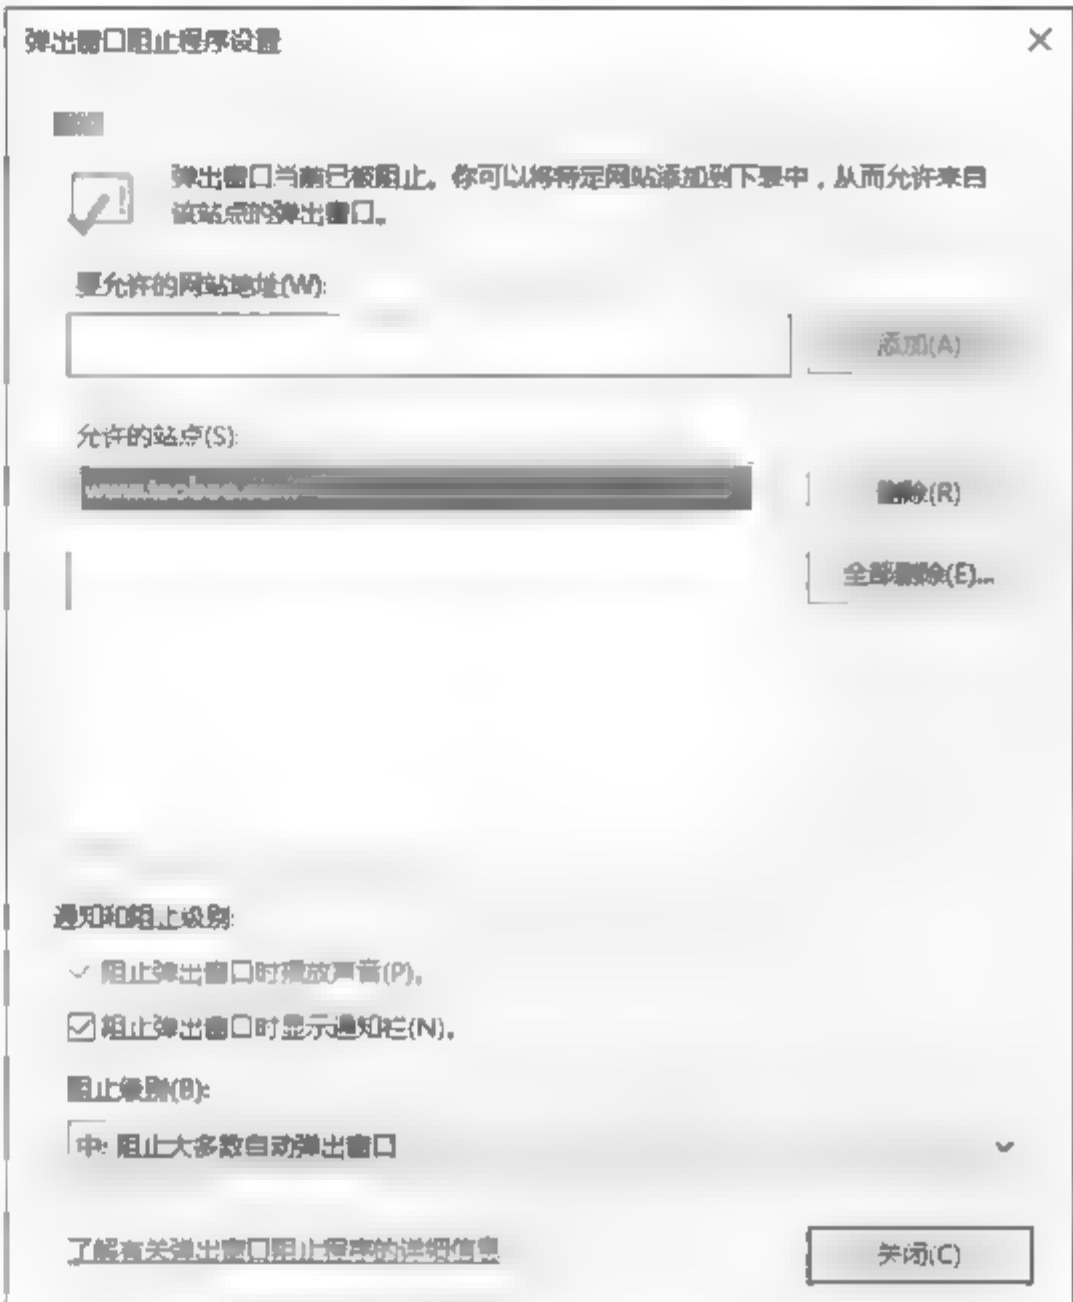 弹出窗口阻止程序设置
例外
弹出窗口当前已被阻止。你可以将特定网站添加到下表中，从而允许来自
该站点的弹出窗口。
要允许的网站地址(W):
添加(A)
允许的站点(S):
www.taobao.com
删除(R)
全部删除(E)...
通知和阻止级别:
阻止弹出窗口时播放声音(P)。
阻止弹出窗口时显示通知栏(N)。
阻止级别(B):
中: 阻止大多数自动弹出窗口
了解有关弹出窗口阻止程序的详细信息
关闭(C)